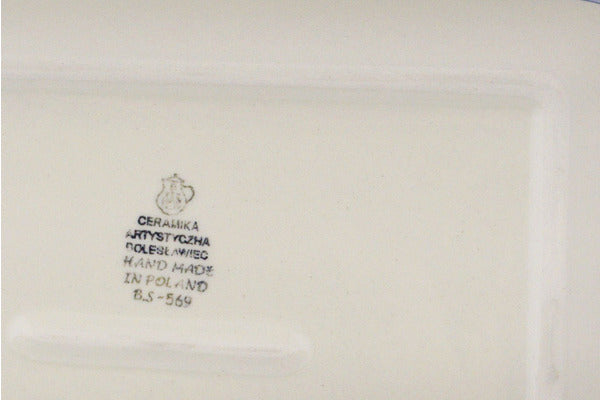 CERAMIKA
ARTYSTYCZNA
BOLESŁAWIEC
HAND MADE
IN POLAND
B.S-569